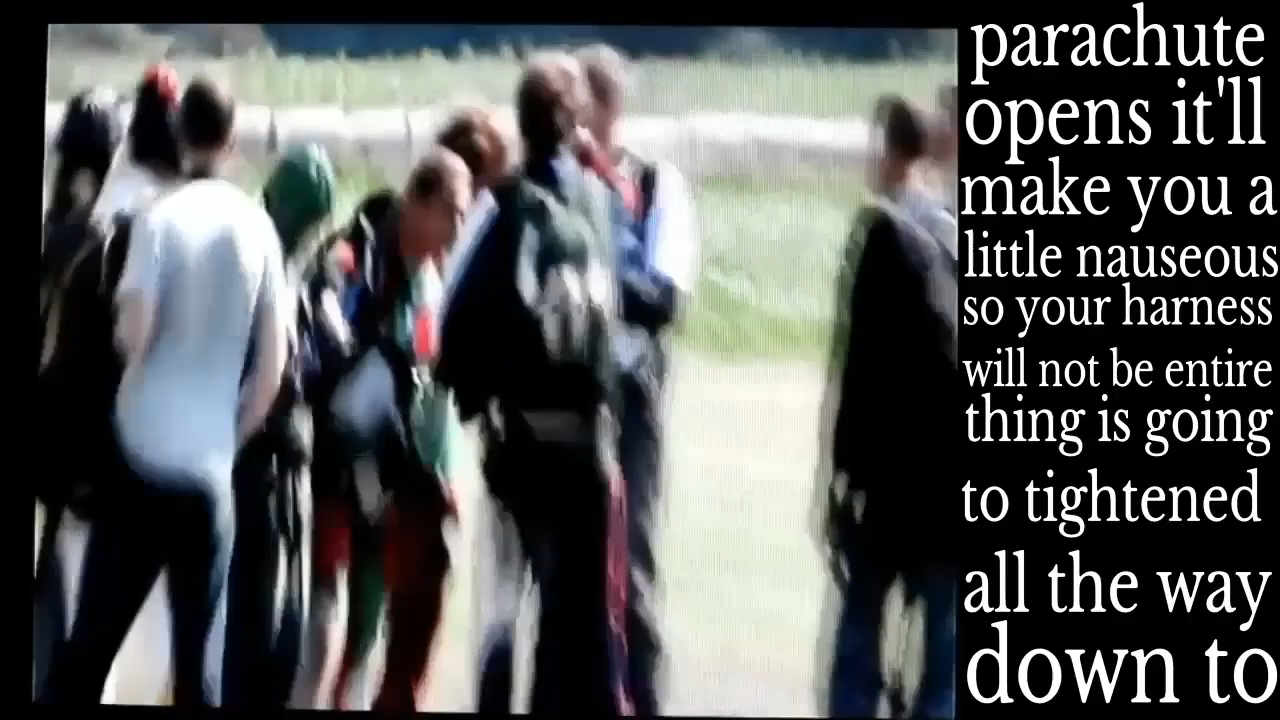 parachute
opens it'll
make you a
little nauseous
so your harness
will not be entire
thing is going
to tightened
all the way
down to